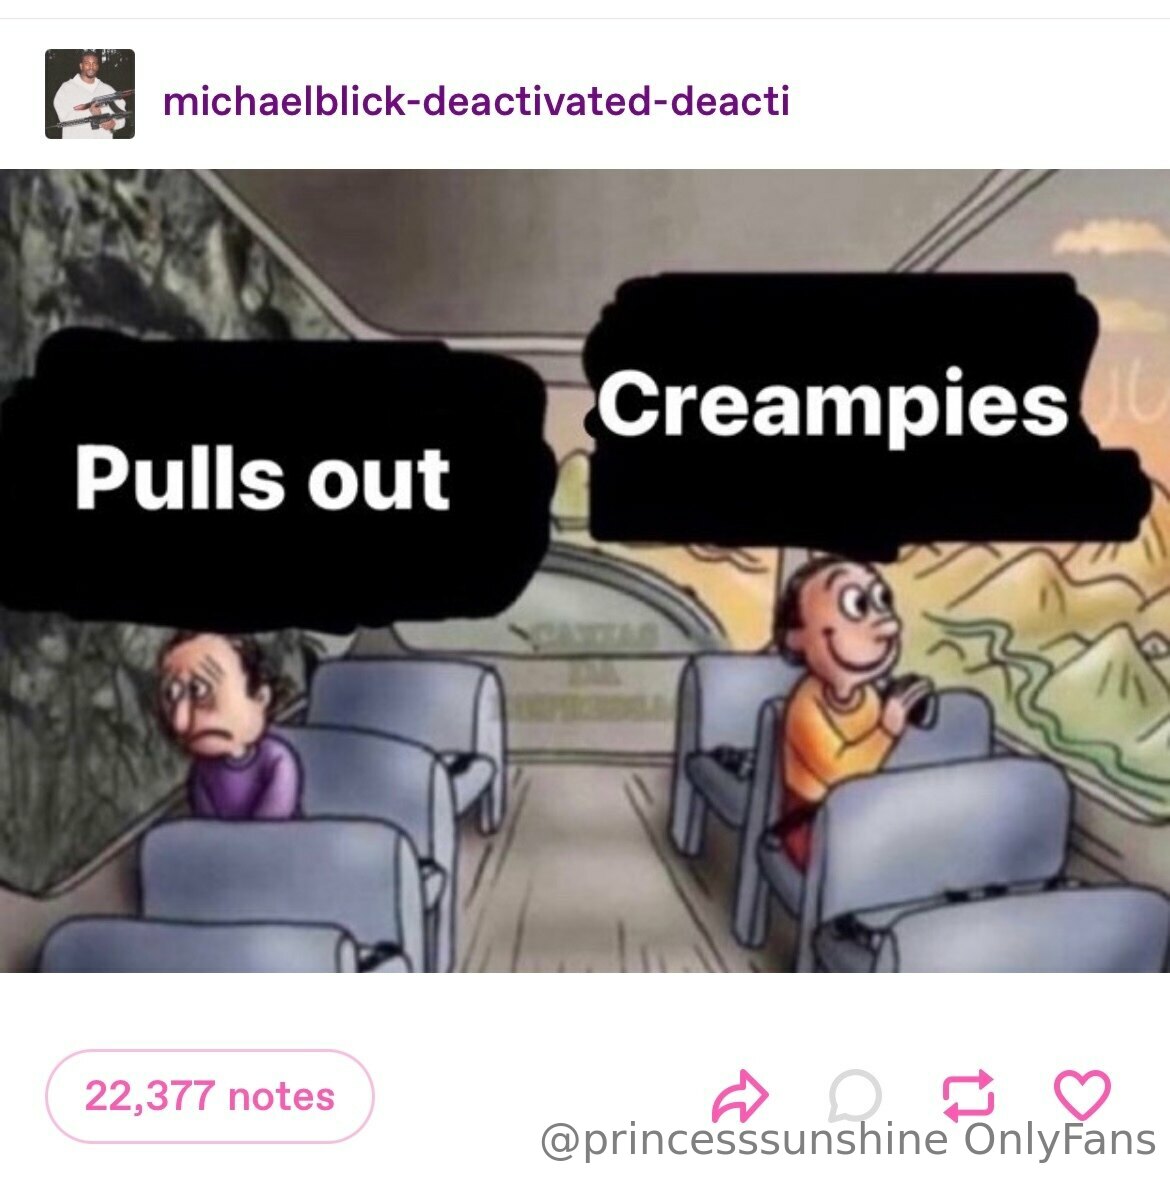 michaelblick-deactivated-deacti
Creampies
Pulls out
22,377 notes
@princesssunshine OnlyFans